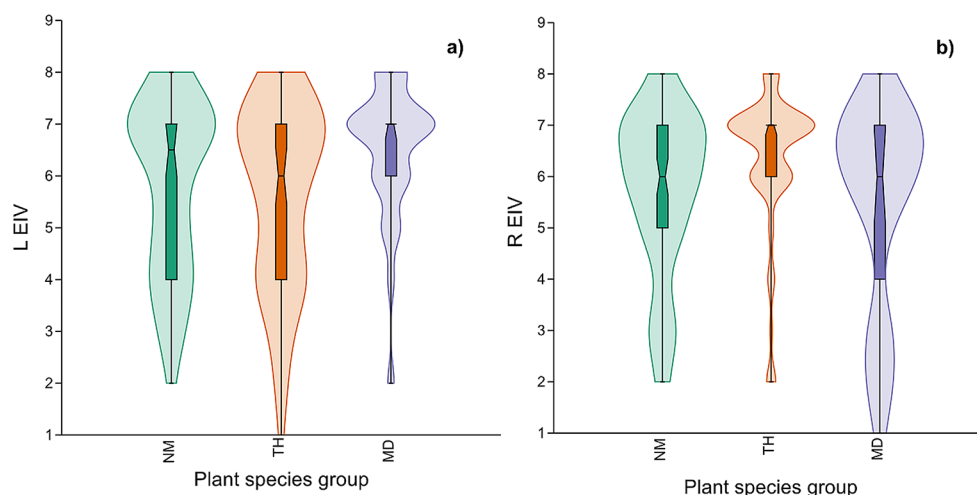 a)
9
8
7
6
5
4
3
2
1
L EIV
NM
TH
MD
Plant species group
b)
9
8
7
6
5
4
3
2
1
R EIV
NM
TH
MD
Plant species group